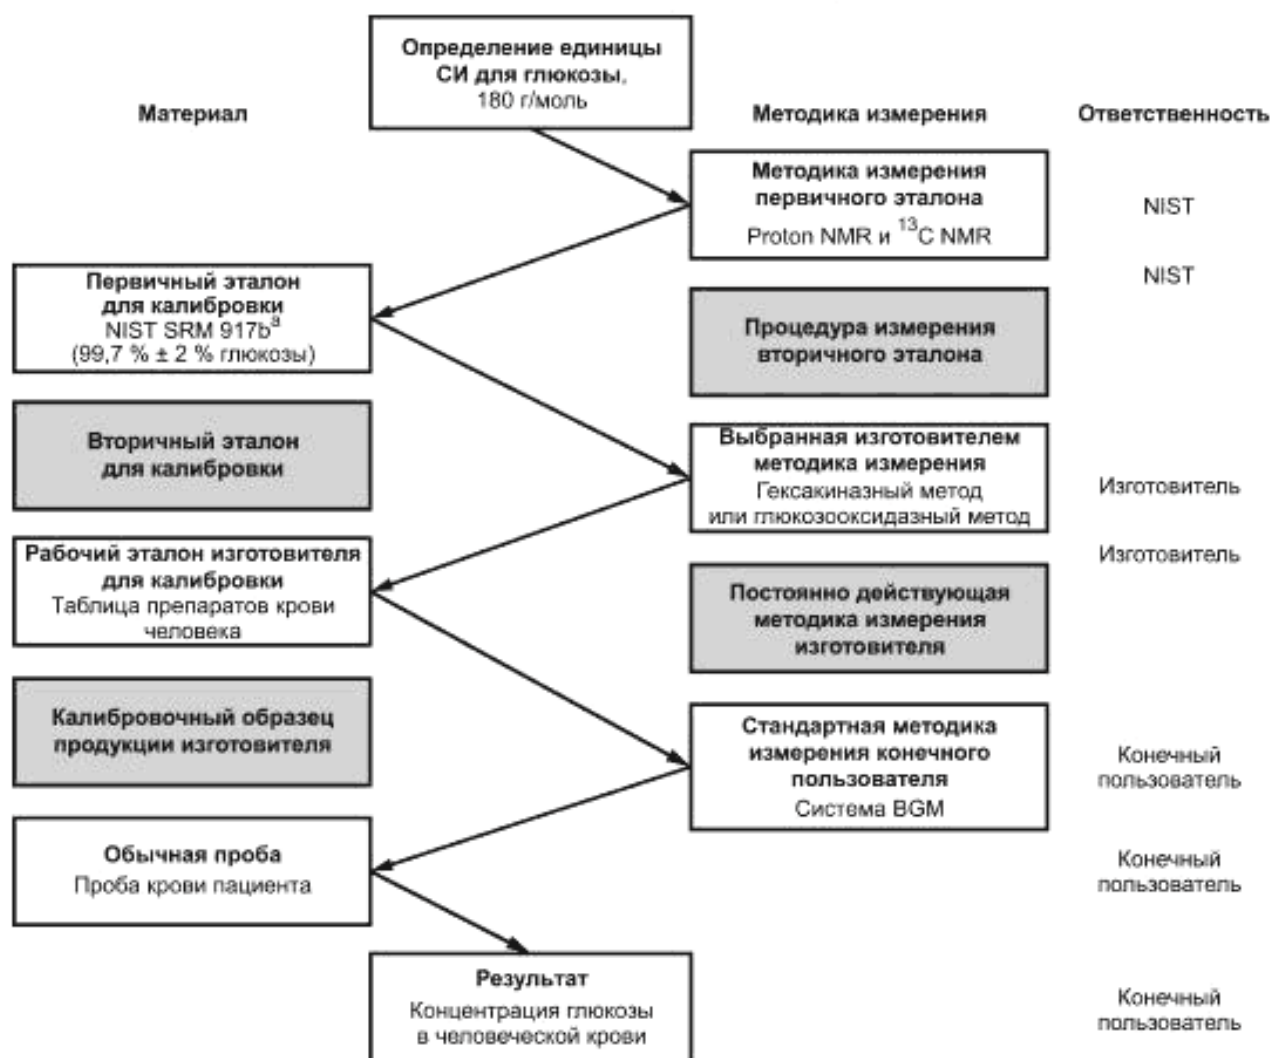 Определение единицы
СИ для глюкозы,
180 г/моль
Материал
Методика измерения
Ответственность
Методика измерения
первичного эталона
Proton NMR и 13C NMR
NIST
Первичный эталон
для калибровки
NIST SRM 917bа
(99,7 % ± 2 % глюкозы)
NIST
Процедура измерения
вторичного эталона
Вторичный эталон
для калибровки
Выбранная изготовителем
методика измерения
Гексакиназный метод
или глюкозооксидазный метод
Изготовитель
Рабочий эталон изготовителя
для калибровки
Таблица препаратов крови
человека
Изготовитель
Постоянно действующая
методика измерения
изготовителя
Калибровочный образец
продукции изготовителя
Стандартная методика
измерения конечного
пользователя
Система BGM
Конечный
пользователь
Обычная проба
Проба крови пациента
Конечный
пользователь
Результат
Концентрация глюкозы
в человеческой крови
Конечный
пользователь